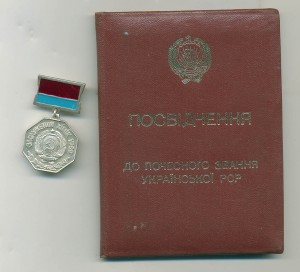 ПОСВІДЧЕННЯ
ДО ПОЧЕСНОГО ЗВАННЯ
УКРАЇНСЬКОЇ РСР